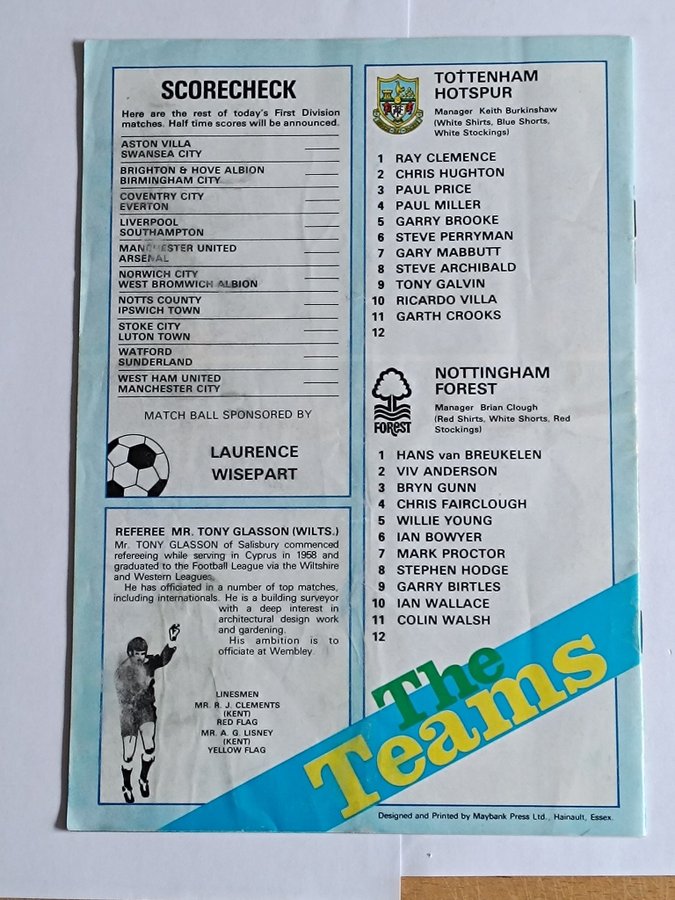 SCORECHECK
Here are the rest of today's First Division
matches. Half time scores will be announced.
ASTON VILLA
SWANSEA CITY
BRIGHTON & HOVE ALBION
BIRMINGHAM CITY
COVENTRY CITY
EVERTON
LIVERPOOL
SOUTHAMPTON
MANCHESTER UNITED
ARSENAL
NORWICH CITY
WEST BROMWICH ALBION
NOTTS COUNTY
IPSWICH TOWN
STOKE CITY
LUTON TOWN
WATFORD
SUNDERLAND
WEST HAM UNITED
MANCHESTER CITY
MATCH BALL SPONSORED BY
LAURENCE
WISEPART
REFEREE MR. TONY GLASSON (WILTS.)
Mr. TONY GLASSON of Salisbury commenced
refereeing while serving in Cyprus in 1958 and
graduated to the Football League via the Wiltshire
and Western Leagues.
He has officiated in a number of top matches,
including internationals. He is a building surveyor
with a deep interest in
architectural design work
and gardening.
His ambition is to
officiate at Wembley.
LINESMEN
MR. R. J. CLEMENTS
(KENT)
RED FLAG
MR. A. G. LISNEY
(KENT)
YELLOW FLAG
TOTTENHAM
HOTSPUR
Manager Keith Burkinshaw
(White Shirts, Blue Shorts,
White Stockings)
1 RAY CLEMENCE
2 CHRIS HUGHTON
3 PAUL PRICE
4 PAUL MILLER
5 GARRY BROOKE
6 STEVE PERRYMAN
7 GARY MABBUTT
8 STEVE ARCHIBALD
9 TONY GALVIN
10 RICARDO VILLA
11 GARTH CROOKS
12
NOTTINGHAM
FOREST
Manager Brian Clough
(Red Shirts, White Shorts, Red
Stockings)
FOREST
1 HANS van BREUKELEN
2 VIV ANDERSON
3 BRYN GUNN
4 CHRIS FAIRCLOUGH
5 WILLIE YOUNG
6 IAN BOWYER
7 MARK PROCTOR
8 STEPHEN HODGE
9 GARRY BIRTLES
10 IAN WALLACE
11 COLIN WALSH
12
The
Teams
Designed and Printed by Maybank Press Ltd., Hainault, Essex.